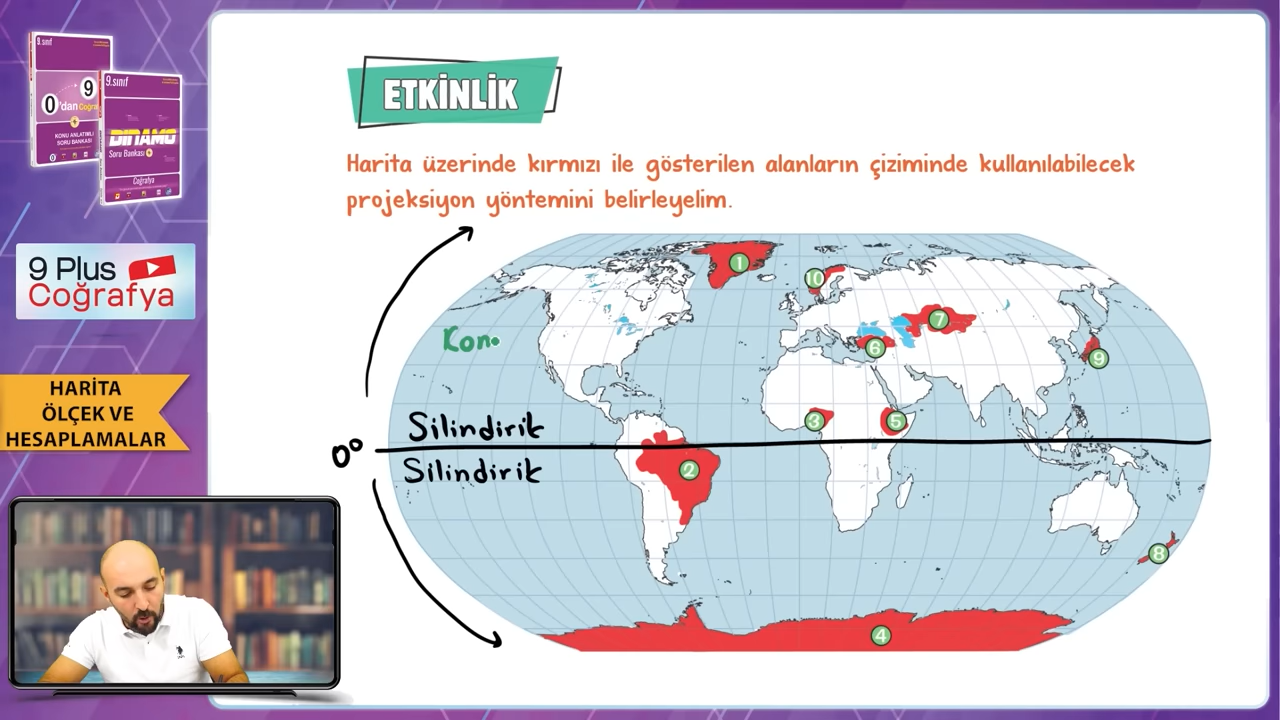 9.sınıf
9
0'dan Coğra
KONU ANLATIMLI
SORU BANKASI
9.sınıf
DİNAMO
Soru Bankası
Coğrafya
9 Plus
Coğrafya
HARİTA
ÖLÇEK VE
HESAPLAMALAR
ETKİNLİK
Harita üzerinde kırmızı ile gösterilen alanların çiziminde kullanılabilecek
projeksiyon yöntemini belirleyelim.
1
10
7
Kon
6
9
3
5
Silindirik
0°
Silindirik
2
8
4